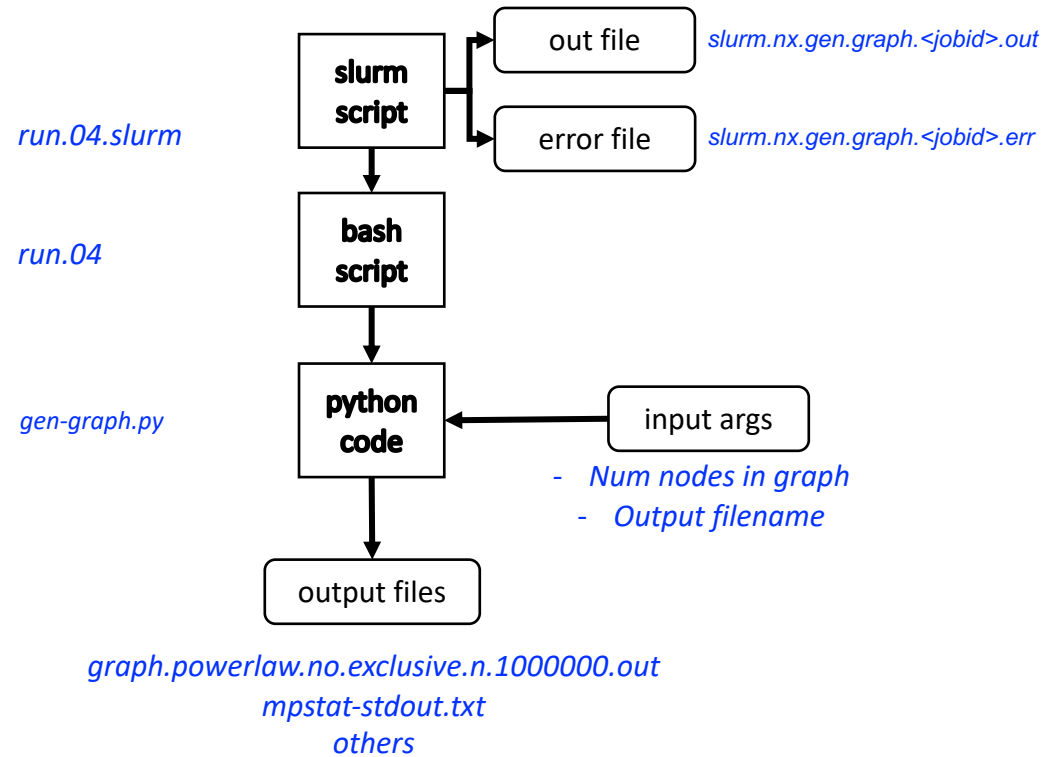 slurm
script
out file
slurm.nx.gen.graph.<jobid>.out
run.04.slurm
error file
slurm.nx.gen.graph.<jobid>.err
run.04
bash
script
gen-graph.py
python
code
input args
- Num nodes in graph
- Output filename
output files
graph.powerlaw.no.exclusive.n.1000000.out
mpstat-stdout.txt
others